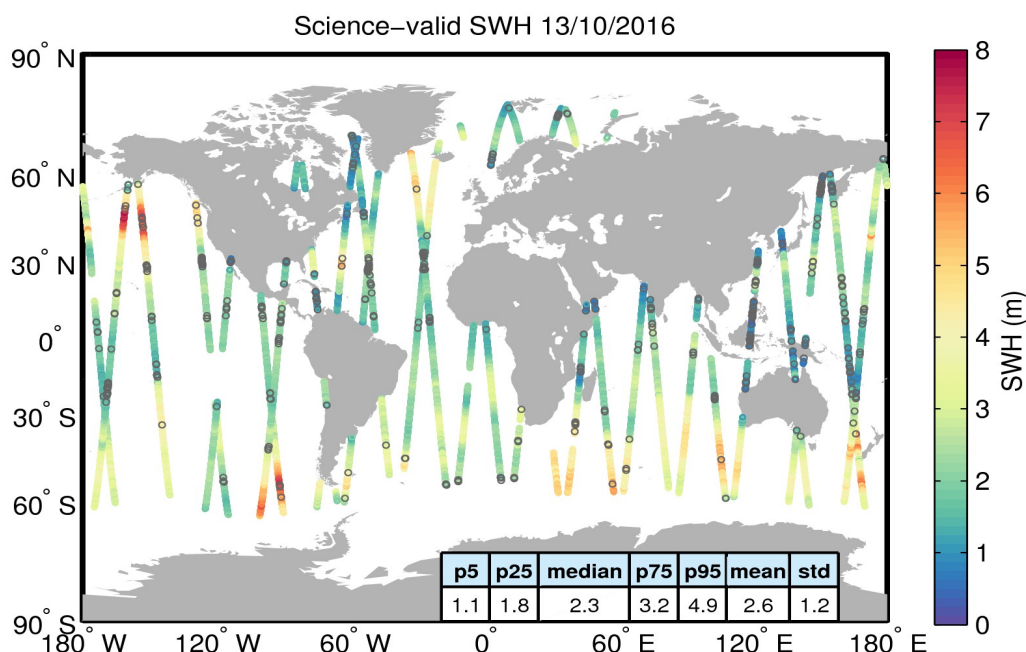 Science−valid SWH 13/10/2016
90° N
60° N
30° N
0°
30° S
60° S
90° S
180° W
120° W
60° W
0°
60° E
120° E
180° E
p5 p25 median p75 p95 mean std
1.1 1.8 2.3 3.2 4.9 2.6 1.2
8
7
6
5
4
3
2
1
0
SWH (m)